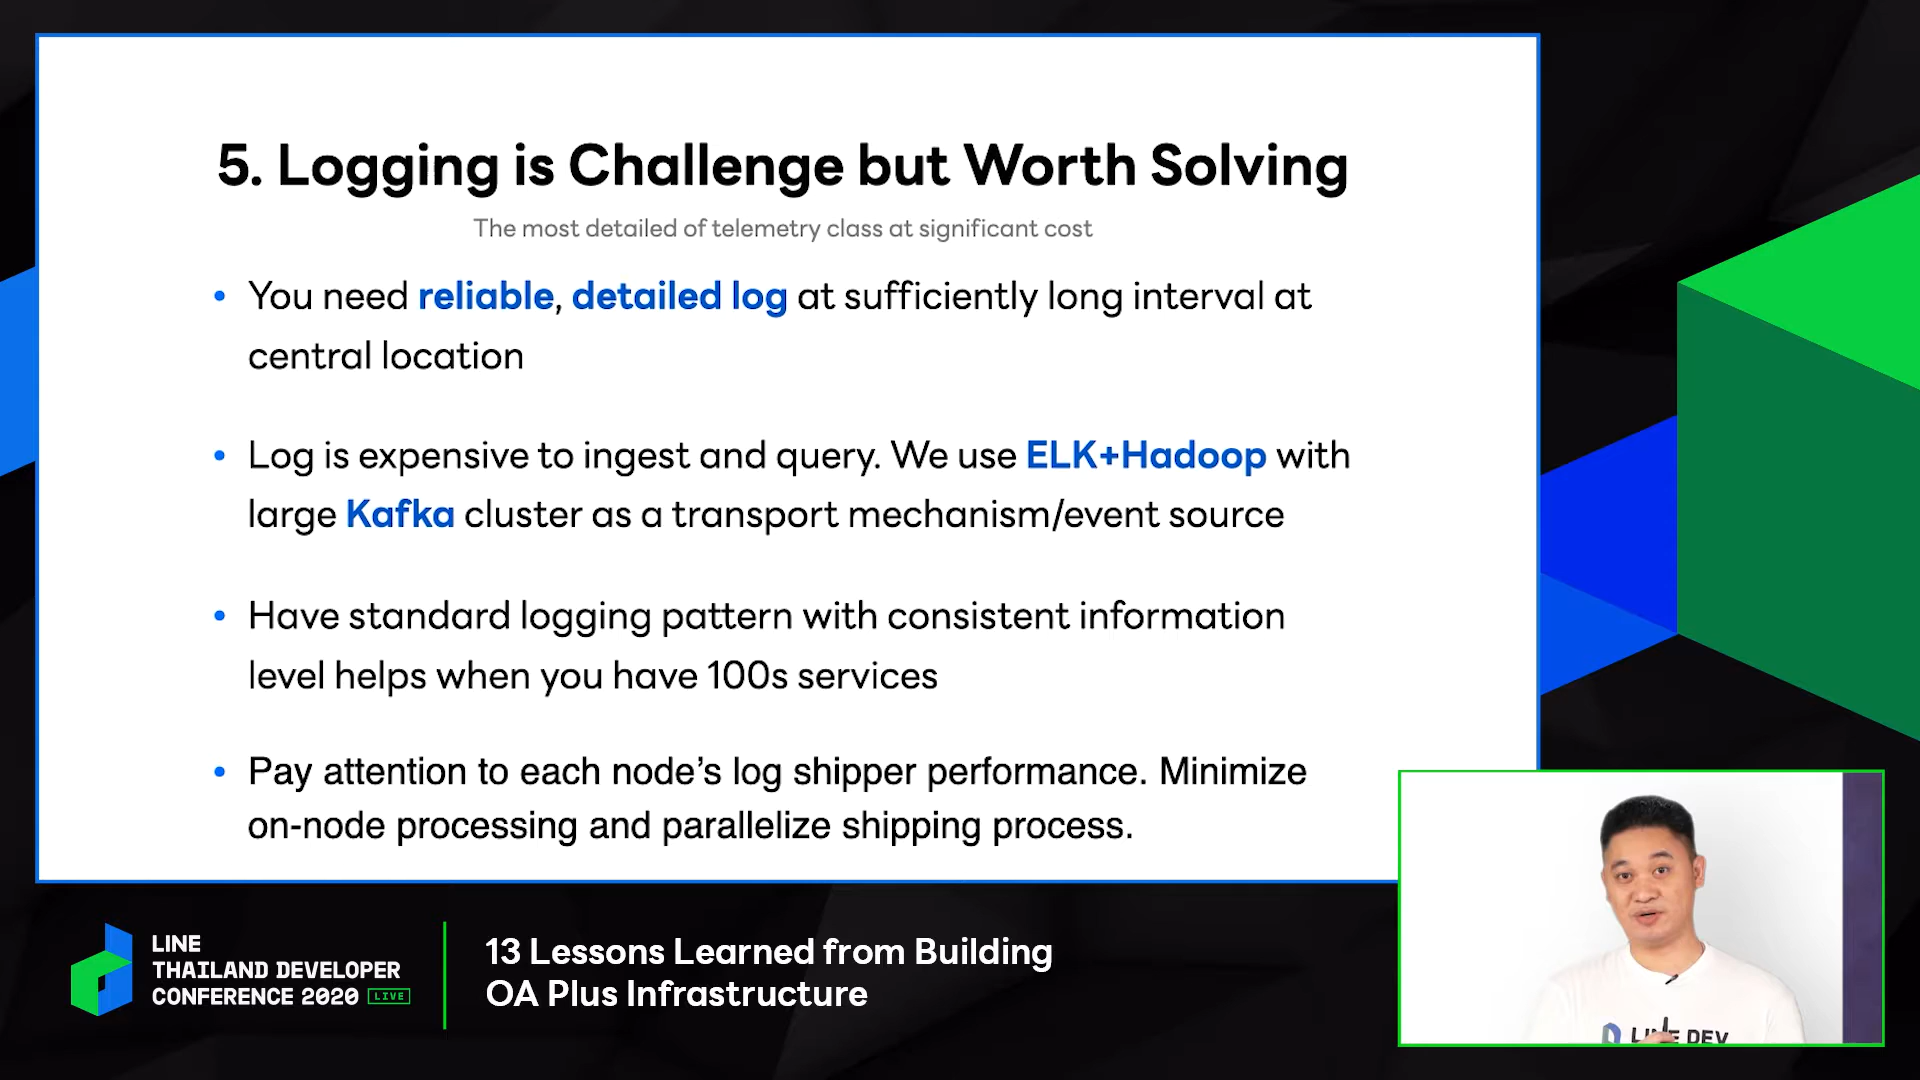 5. Logging is Challenge but Worth Solving
The most detailed of telemetry class at significant cost
• You need reliable, detailed log at sufficiently long interval at
central location
• Log is expensive to ingest and query. We use ELK+Hadoop with
large Kafka cluster as a transport mechanism/event source
• Have standard logging pattern with consistent information
level helps when you have 100s services
• Pay attention to each node’s log shipper performance. Minimize
on-node processing and parallelize shipping process.
LINE
THAILAND DEVELOPER
CONFERENCE 2020 LIVE
13 Lessons Learned from Building
OA Plus Infrastructure
LINE DEV